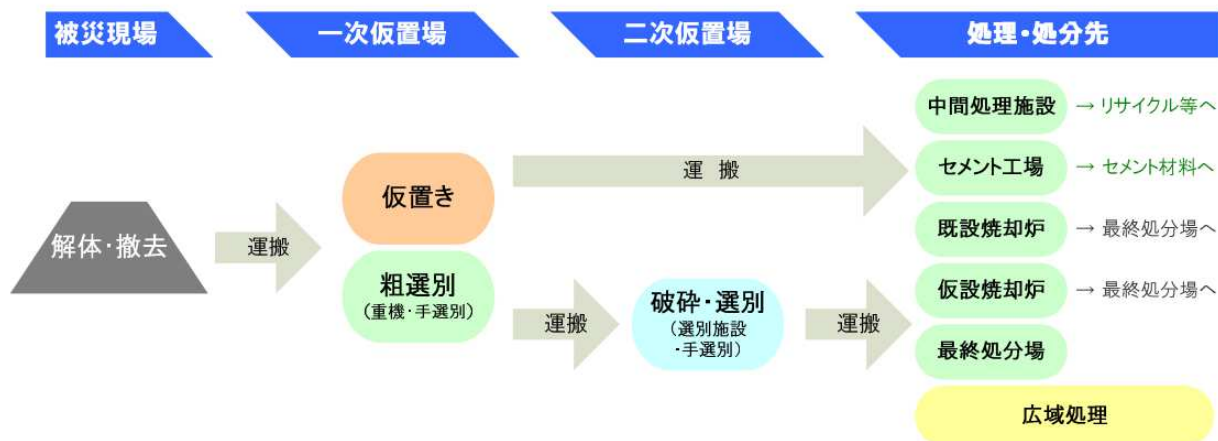 被災現場
一次仮置場
二次仮置場
処理・処分先
解体・撤去
運搬
仮置き
粗選別
（重機・手選別）
運 搬
運搬
破砕・選別
（選別施設
・手選別）
運搬
中間処理施設 → リサイクル等へ
セメント工場 → セメント材料へ
既設焼却炉 → 最終処分場へ
仮設焼却炉 → 最終処分場へ
最終処分場
広域処理